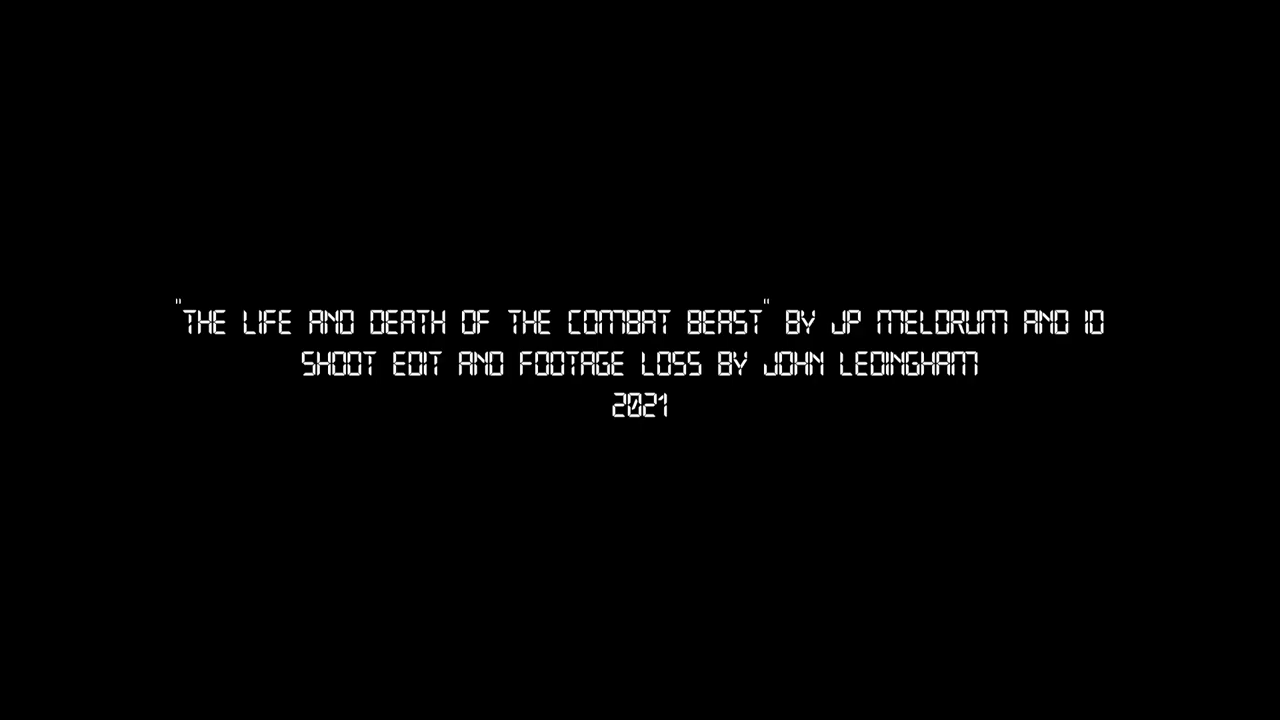 "THE LIFE AND DEATH OF THE COMBAT BEAST" BY JP MELDRUM AND IO
SHOOT EDIT AND FOOTAGE LOSS BY JOHN LEDINGHAM
2021